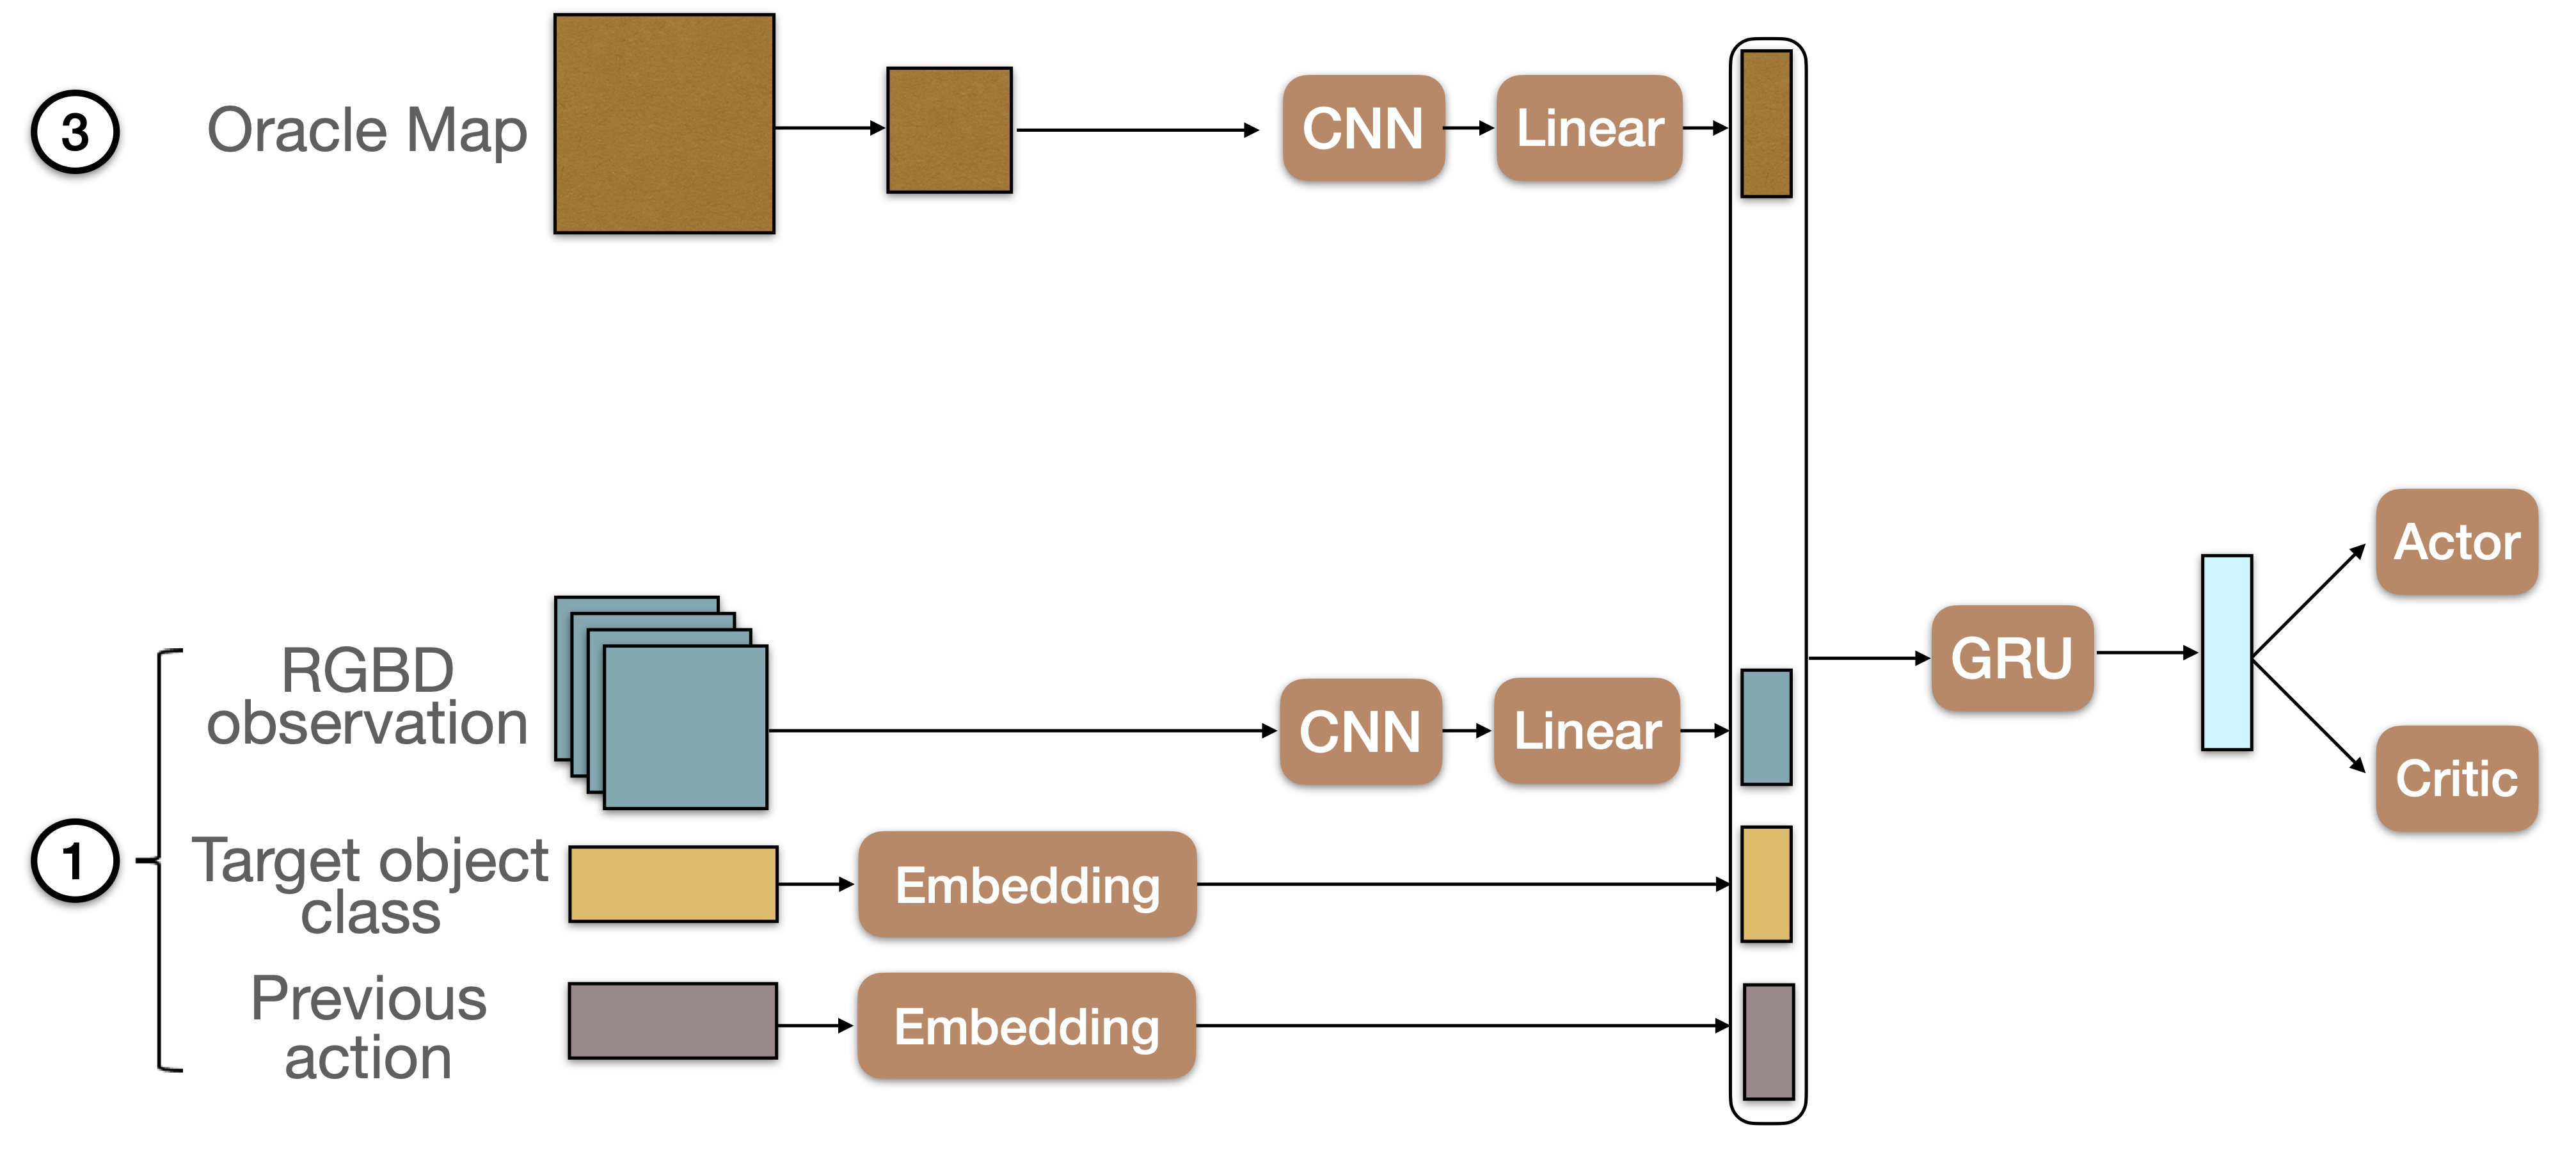 3
Oracle Map
CNN
Linear
RGBD
observation
CNN
Linear
GRU
Actor
Critic
1
Target object
class
Embedding
Previous
action
Embedding